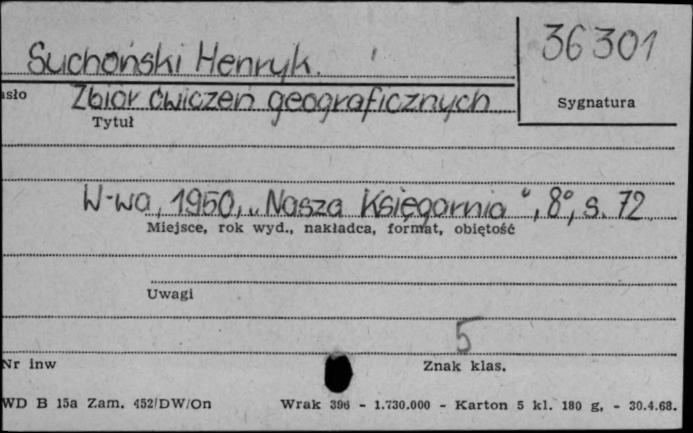 36301
Suchoński Henryk.
Zbiór ćwiczeń geograficznych
Sygnatura
asło
Tytuł
W-wa, 1950, „Nasza Księgarnia“, 8°, s. 72
Miejsce, rok wyd., nakładca, format, obiętość
Uwagi
5
Nr inw
Znak klas.
WD B 15a Zam. 452/DW/On Wrak 396 - 1.730.000 - Karton 5 kl. 180 g. - 30.4.68.